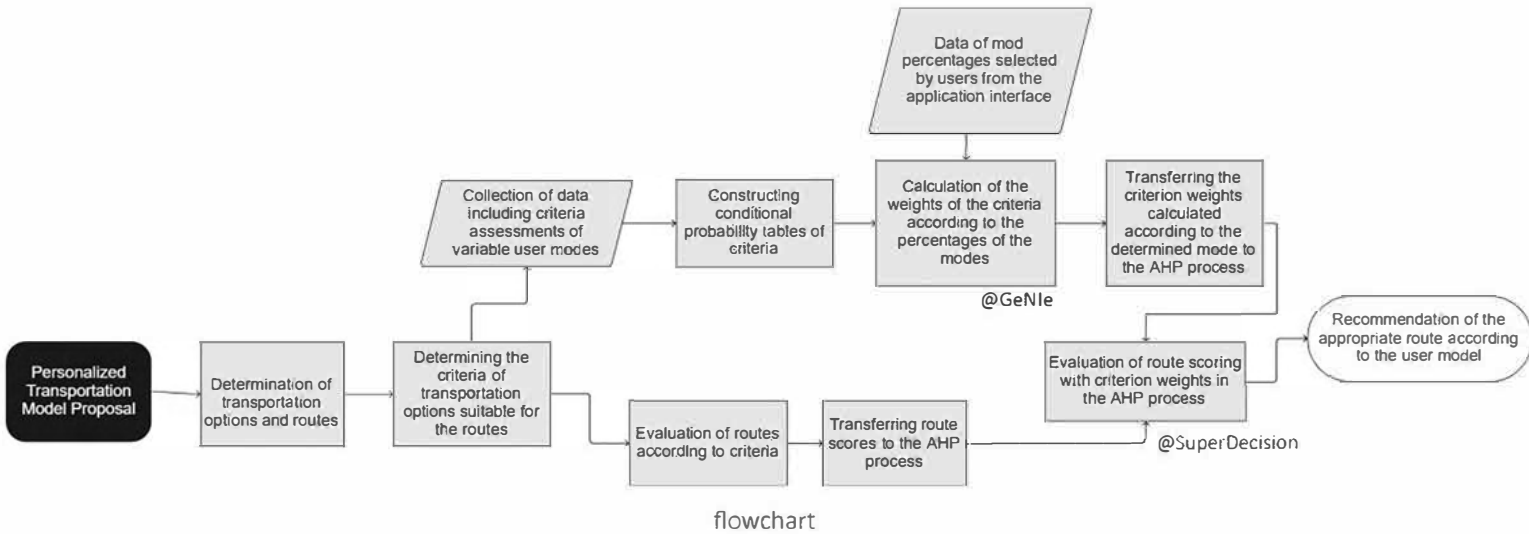 Data of mod
percentages selected
by users from the
application interface
Collection of data
including criteria
assessments of
variable user modes
Constructing
conditional
probability tables of
criteria
Calculation of the
weights of the criteria
according to the
percentages of the
modes
Transferring the
criterion weights
calculated
according to the
determined mode to
the AHP process
@GeNIe
Personalized
Transportation
Model Proposal
Determination of
transportation
options and routes
Determining the
criteria of
transportation
options suitable for
the routes
Evaluation of routes
according to criteria
Transferring route
scores to the AHP
process
Evaluation of route scoring
with criterion weights in
the AHP process
@SuperDecision
Recommendation of the
appropriate route according
to the user model
flowchart